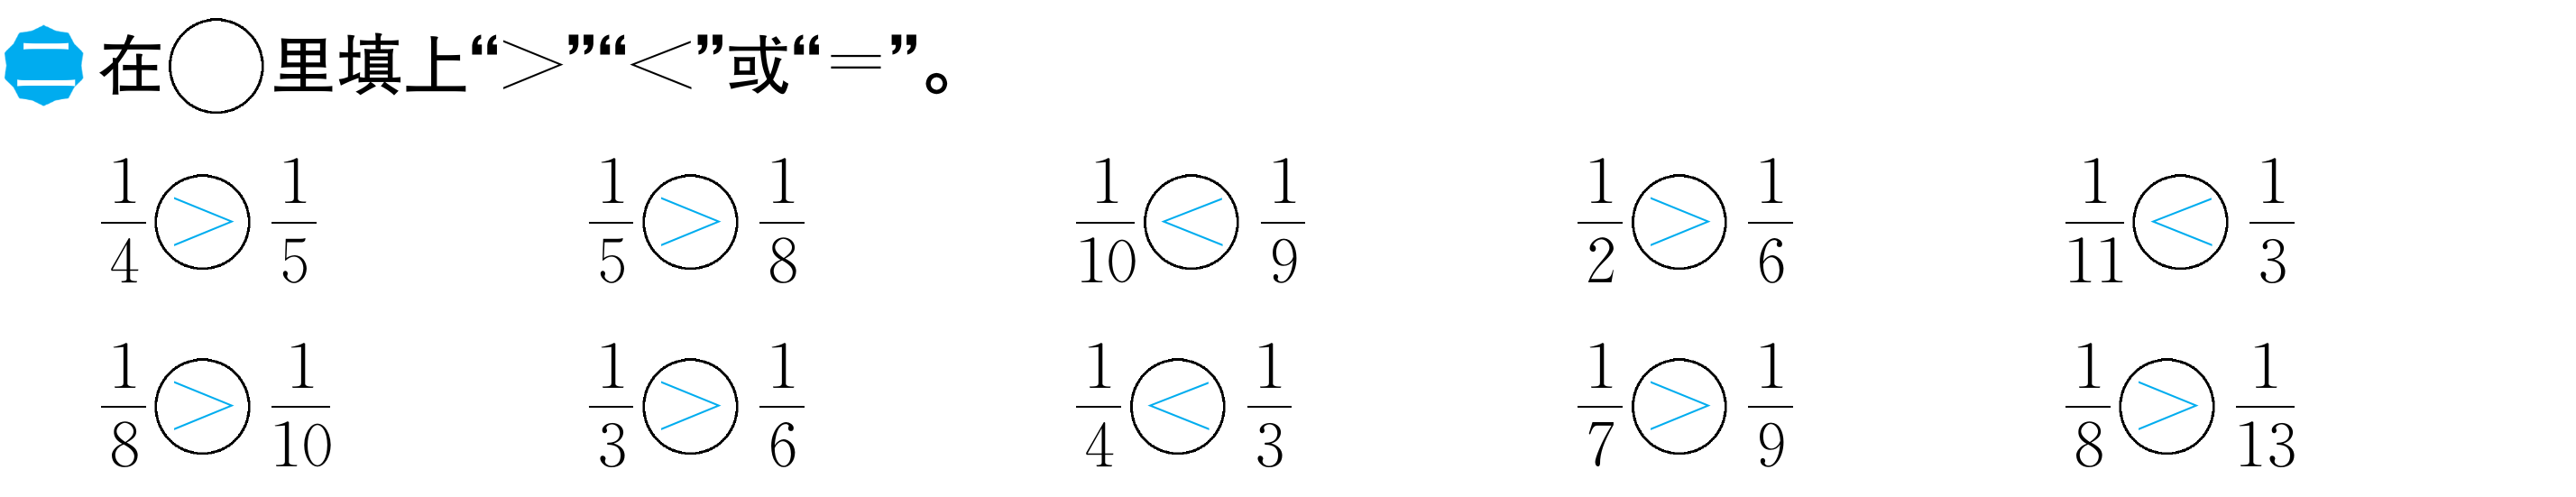 二 在○里填上“>”“<”或“=”。
1/4 > 1/5 1/5 > 1/8 1/10 < 1/9 1/2 > 1/6 1/11 < 1/3
1/8 > 1/10 1/3 > 1/6 1/4 < 1/3 1/7 > 1/9 1/8 > 1/13